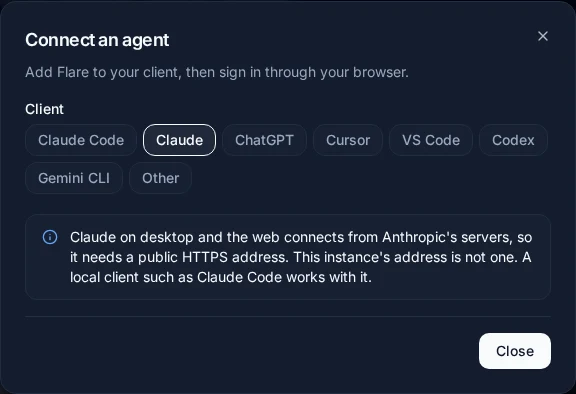 Connect an agent
Add Flare to your client, then sign in through your browser.
Client
Claude Code
Claude
ChatGPT
Cursor
VS Code
Codex
Gemini CLI
Other
Claude on desktop and the web connects from Anthropic's servers, so
it needs a public HTTPS address. This instance's address is not one. A
local client such as Claude Code works with it.
Close